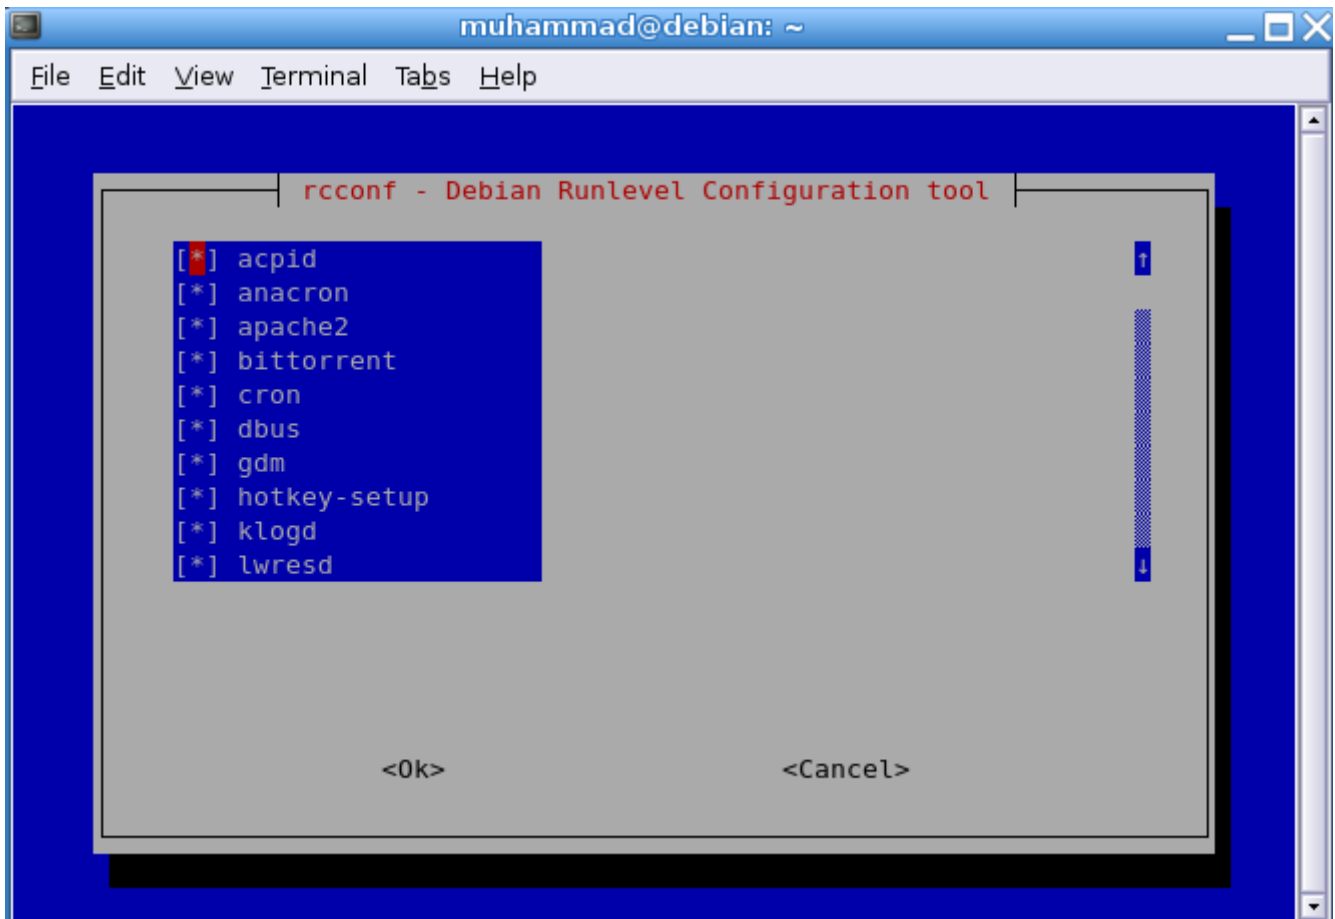 muhammad@debian: ~
File Edit View Terminal Tabs Help
rcconf - Debian Runlevel Configuration tool
[*] acpid
[*] anacron
[*] apache2
[*] bittorrent
[*] cron
[*] dbus
[*] gdm
[*] hotkey-setup
[*] klogd
[*] lwresd
<Ok> <Cancel>